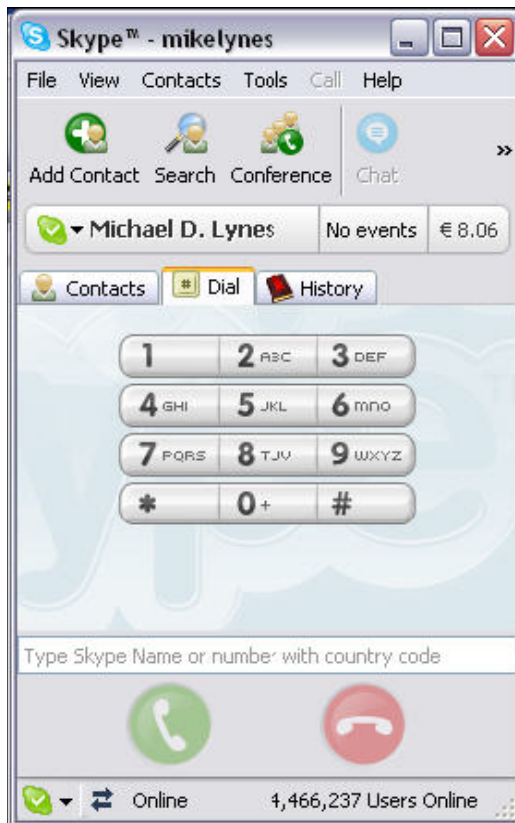 Skype™ - mikelynes
File View Contacts Tools Call Help
Add Contact Search Conference Chat »
Michael D. Lynes No events € 8.06
# Contacts Dial History
1 2 ABC 3 DEF
4 GHI 5 JKL 6 mno
7 PQRS 8 TUV 9 WXYZ
* 0 + #
Type Skype Name or number with country code
Online 4,466,237 Users Online